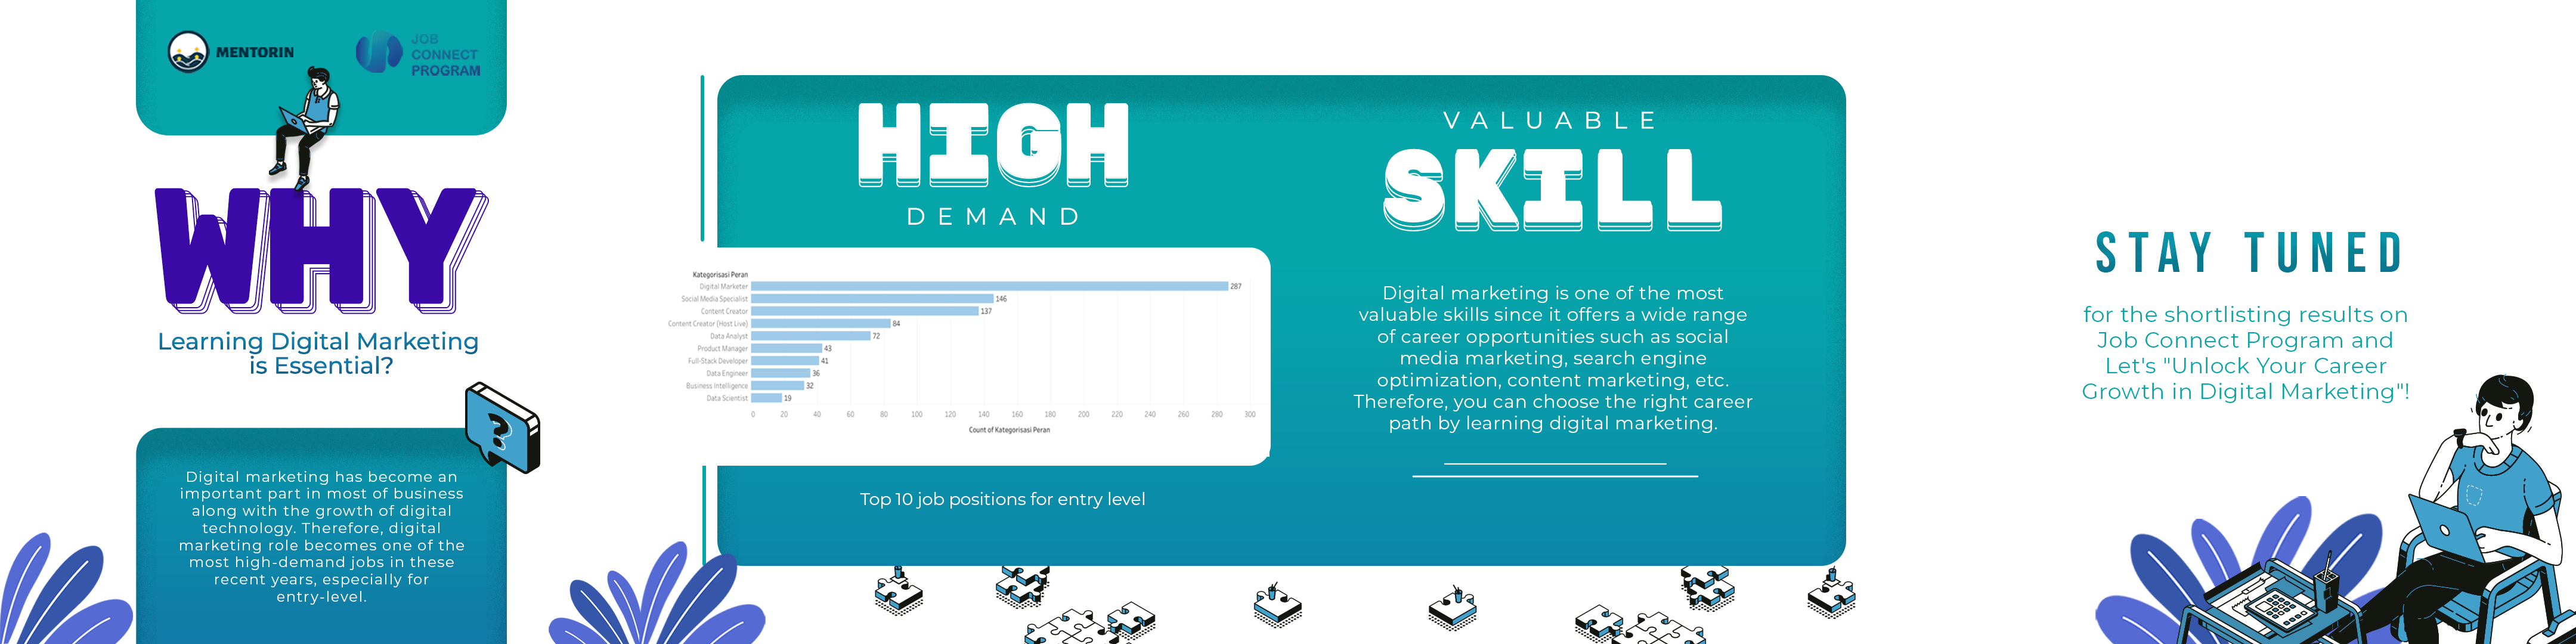 MENTORIN
JOB
CONNECT
PROGRAM
WHY
Learning Digital Marketing
is Essential?
?
Digital marketing has become an
important part in most of business
along with the growth of digital
technology. Therefore, digital
marketing role becomes one of the
most high-demand jobs in these
recent years, especially for
entry-level.
HIGH
DEMAND
Kategorisasi Peran
Digital Marketer 287
Social Media Specialist 146
Content Creator 137
Content Creator (Host Live) 84
Data Analyst 72
Product Manager 43
Full-Stack Developer 41
Data Engineer 36
Business Intelligence 32
Data Scientist 19
0 20 40 60 80 100 120 140 160 180 200 220 240 260 280 300
Count of Kategorisasi Peran
Top 10 job positions for entry level
VALUABLE
SKILL
Digital marketing is one of the most
valuable skills since it offers a wide range
of career opportunities such as social
media marketing, search engine
optimization, content marketing, etc.
Therefore, you can choose the right career
path by learning digital marketing.
STAY TUNED
for the shortlisting results on
Job Connect Program and
Let's "Unlock Your Career
Growth in Digital Marketing"!